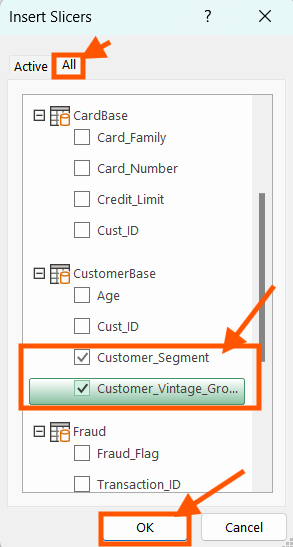 Insert Slicers ? ×
Active All
CardBase
Card_Family
Card_Number
Credit_Limit
Cust_ID
CustomerBase
Age
Cust_ID
Customer_Segment
Customer_Vintage_Gro...
Fraud
Fraud_Flag
Transaction_ID
OK Cancel